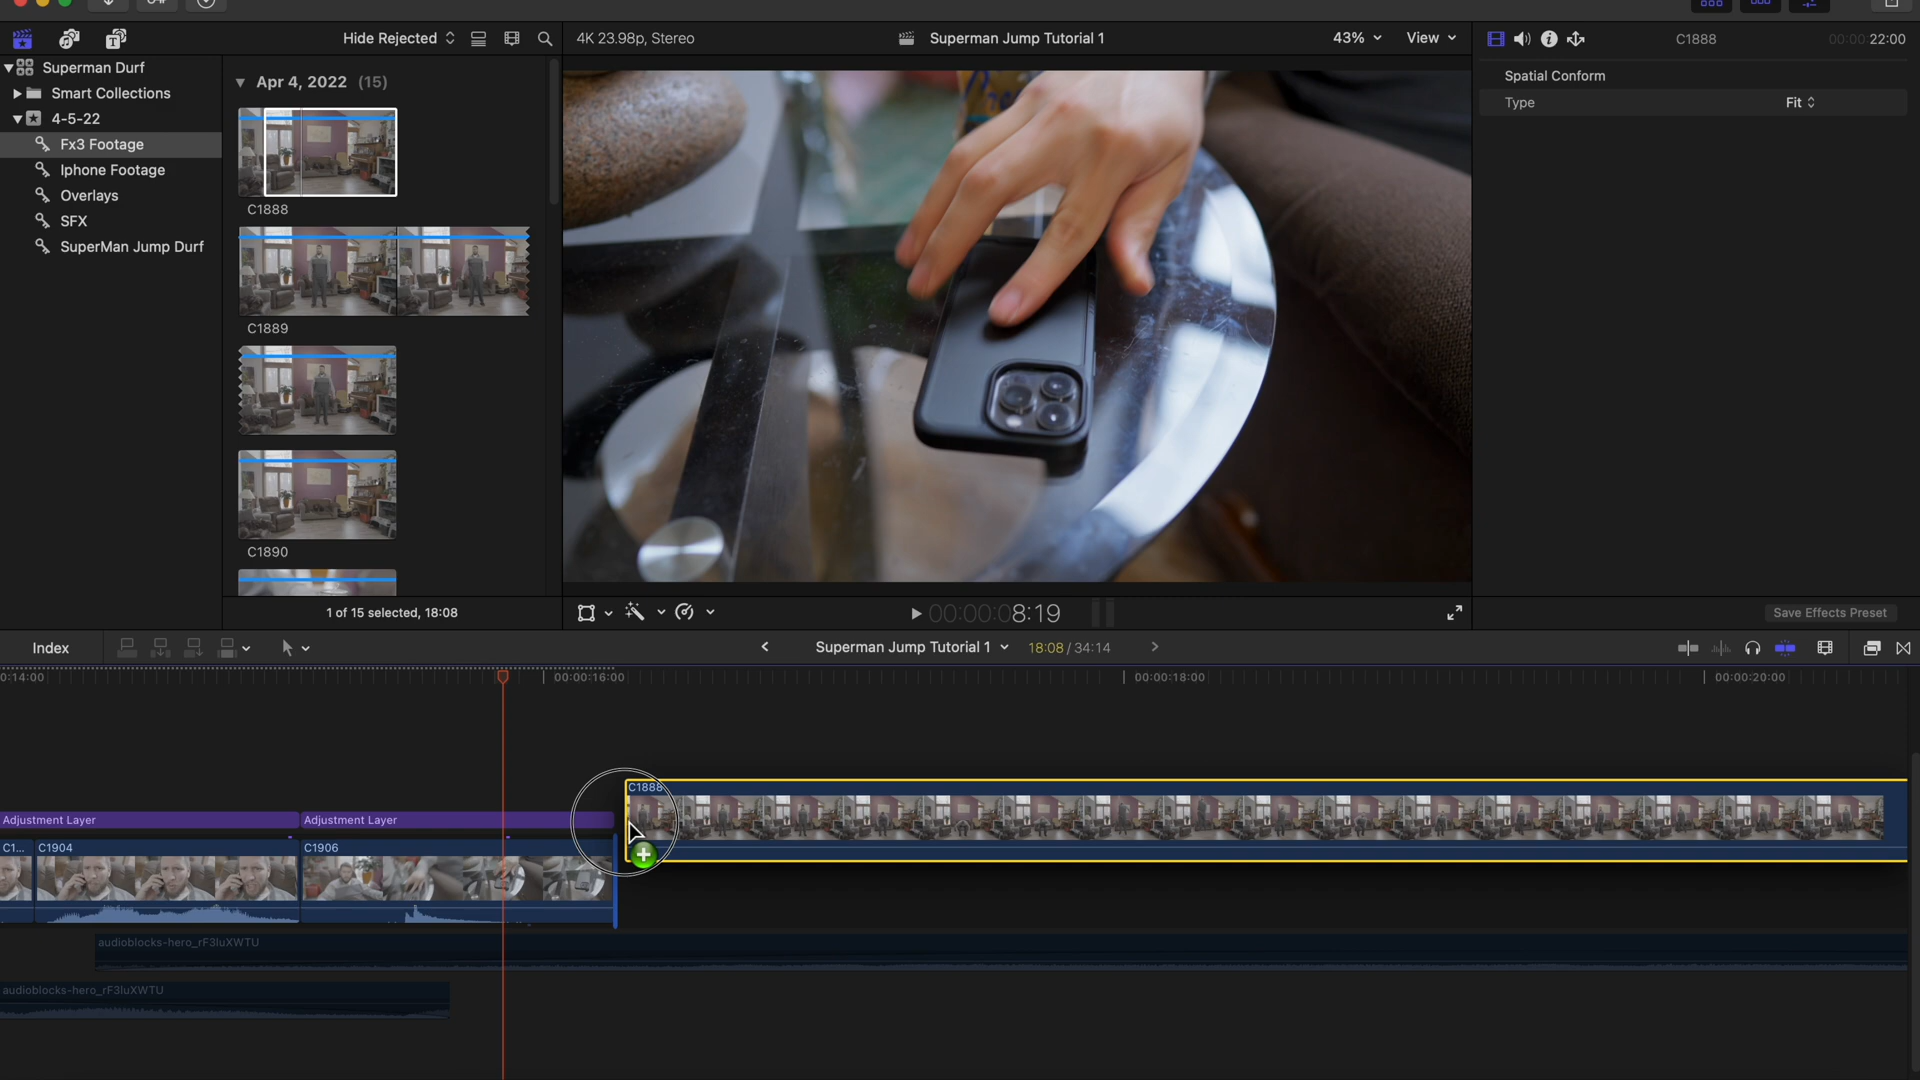 Hide Rejected
4K 23.98p, Stereo
Superman Jump Tutorial 1
43%
View
C1888
00:00:22:00
Superman Durf
Smart Collections
4-5-22
Fx3 Footage
Iphone Footage
Overlays
SFX
SuperMan Jump Durf
Apr 4, 2022 (15)
C1888
C1889
C1890
1 of 15 selected, 18:08
00:00:08:19
Spatial Conform
Type
Fit
Save Effects Preset
Index
Superman Jump Tutorial 1
18:08 / 34:14
0:14:00
00:00:16:00
00:00:18:00
00:00:20:00
C1888
Adjustment Layer
Adjustment Layer
C1...
C1904
C1906
audioblocks-hero_rF3luXWTU
audioblocks-hero_rF3luXWTU